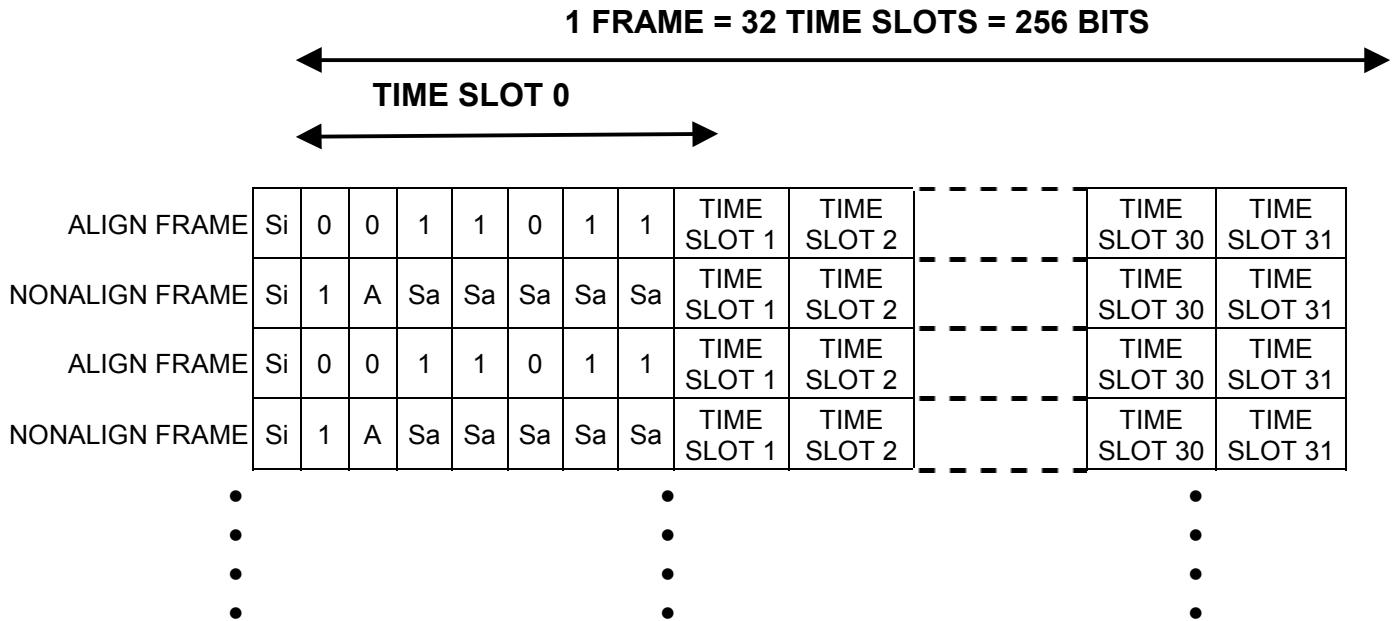 1 FRAME = 32 TIME SLOTS = 256 BITS
TIME SLOT 0
ALIGN FRAME Si 0 0 1 1 0 1 1 TIME SLOT 1 TIME SLOT 2 TIME SLOT 30 TIME SLOT 31
NONALIGN FRAME Si 1 A Sa Sa Sa Sa Sa TIME SLOT 1 TIME SLOT 2 TIME SLOT 30 TIME SLOT 31
ALIGN FRAME Si 0 0 1 1 0 1 1 TIME SLOT 1 TIME SLOT 2 TIME SLOT 30 TIME SLOT 31
NONALIGN FRAME Si 1 A Sa Sa Sa Sa Sa TIME SLOT 1 TIME SLOT 2 TIME SLOT 30 TIME SLOT 31